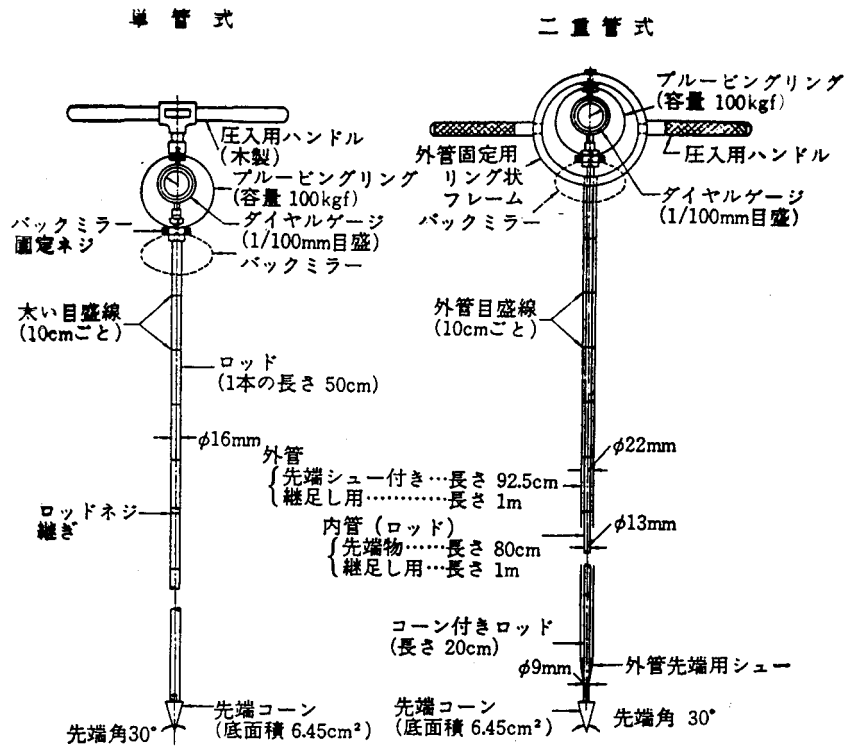 単管式
圧入用ハンドル
(木製)
プルービングリング
(容量 100kgf)
バックミラー
固定ネジ
ダイヤルゲージ
(1/100mm目盛)
バックミラー
太い目盛線
(10cmごと)
ロッド
(1本の長さ 50cm)
φ16mm
ロッドネジ
継ぎ
先端角30°
先端コーン
(底面積 6.45cm²)
二重管式
プルービングリング
(容量 100kgf)
圧入用ハンドル
外管固定用
リング状
フレーム
バックミラー
ダイヤルゲージ
(1/100mm目盛)
外管目盛線
(10cmごと)
φ22mm
外管
先端シュー付き…長さ 92.5cm
継足し用…………長さ 1m
φ13mm
内管(ロッド)
先端物……長さ 80cm
継足し用…長さ 1m
コーン付きロッド
(長さ 20cm)
φ9mm
外管先端用シュー
先端コーン
(底面積 6.45cm²)
先端角 30°